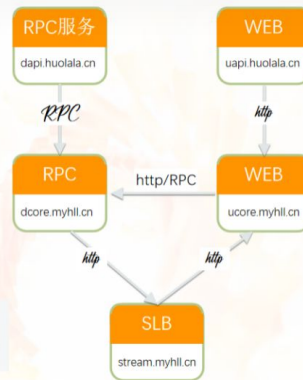 RPC服务
WEB
dapi.huolala.cn
uapi.huolala.cn
RPC
http
RPC
http/RPC
WEB
dcore.myhll.cn
ucore.myhll.cn
http
http
SLB
stream.myhll.cn